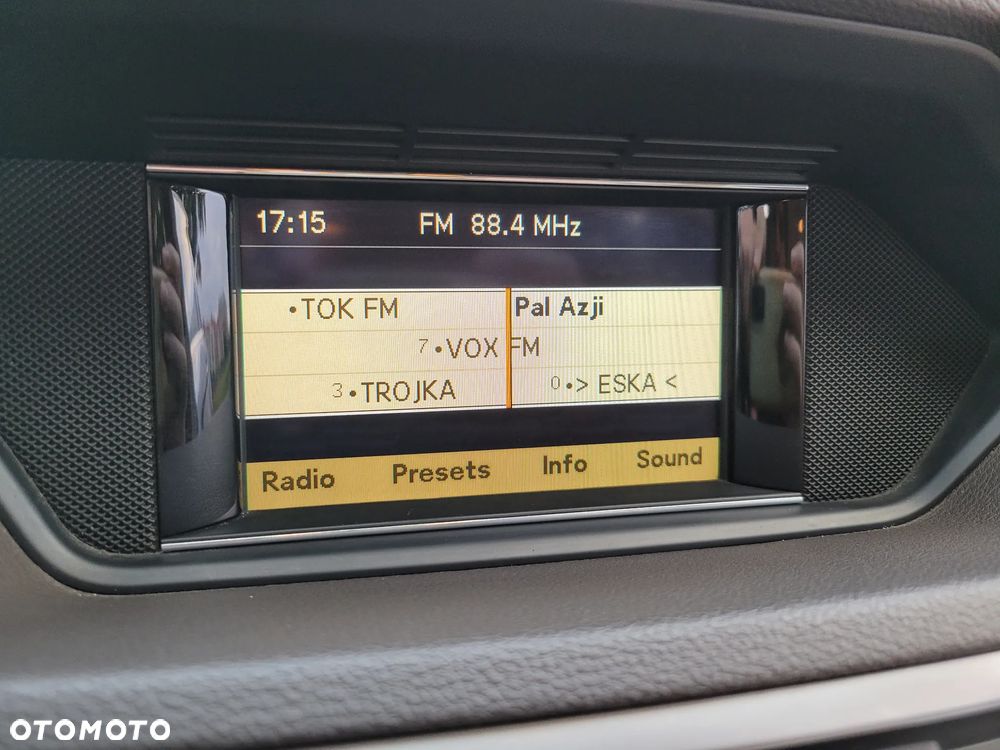 17:15 FM 88.4 MHz
•TOK FM Pal Azji
7•VOX FM
3•TROJKA 0•> ESKA <
Radio Presets Info Sound
OTOMOTO